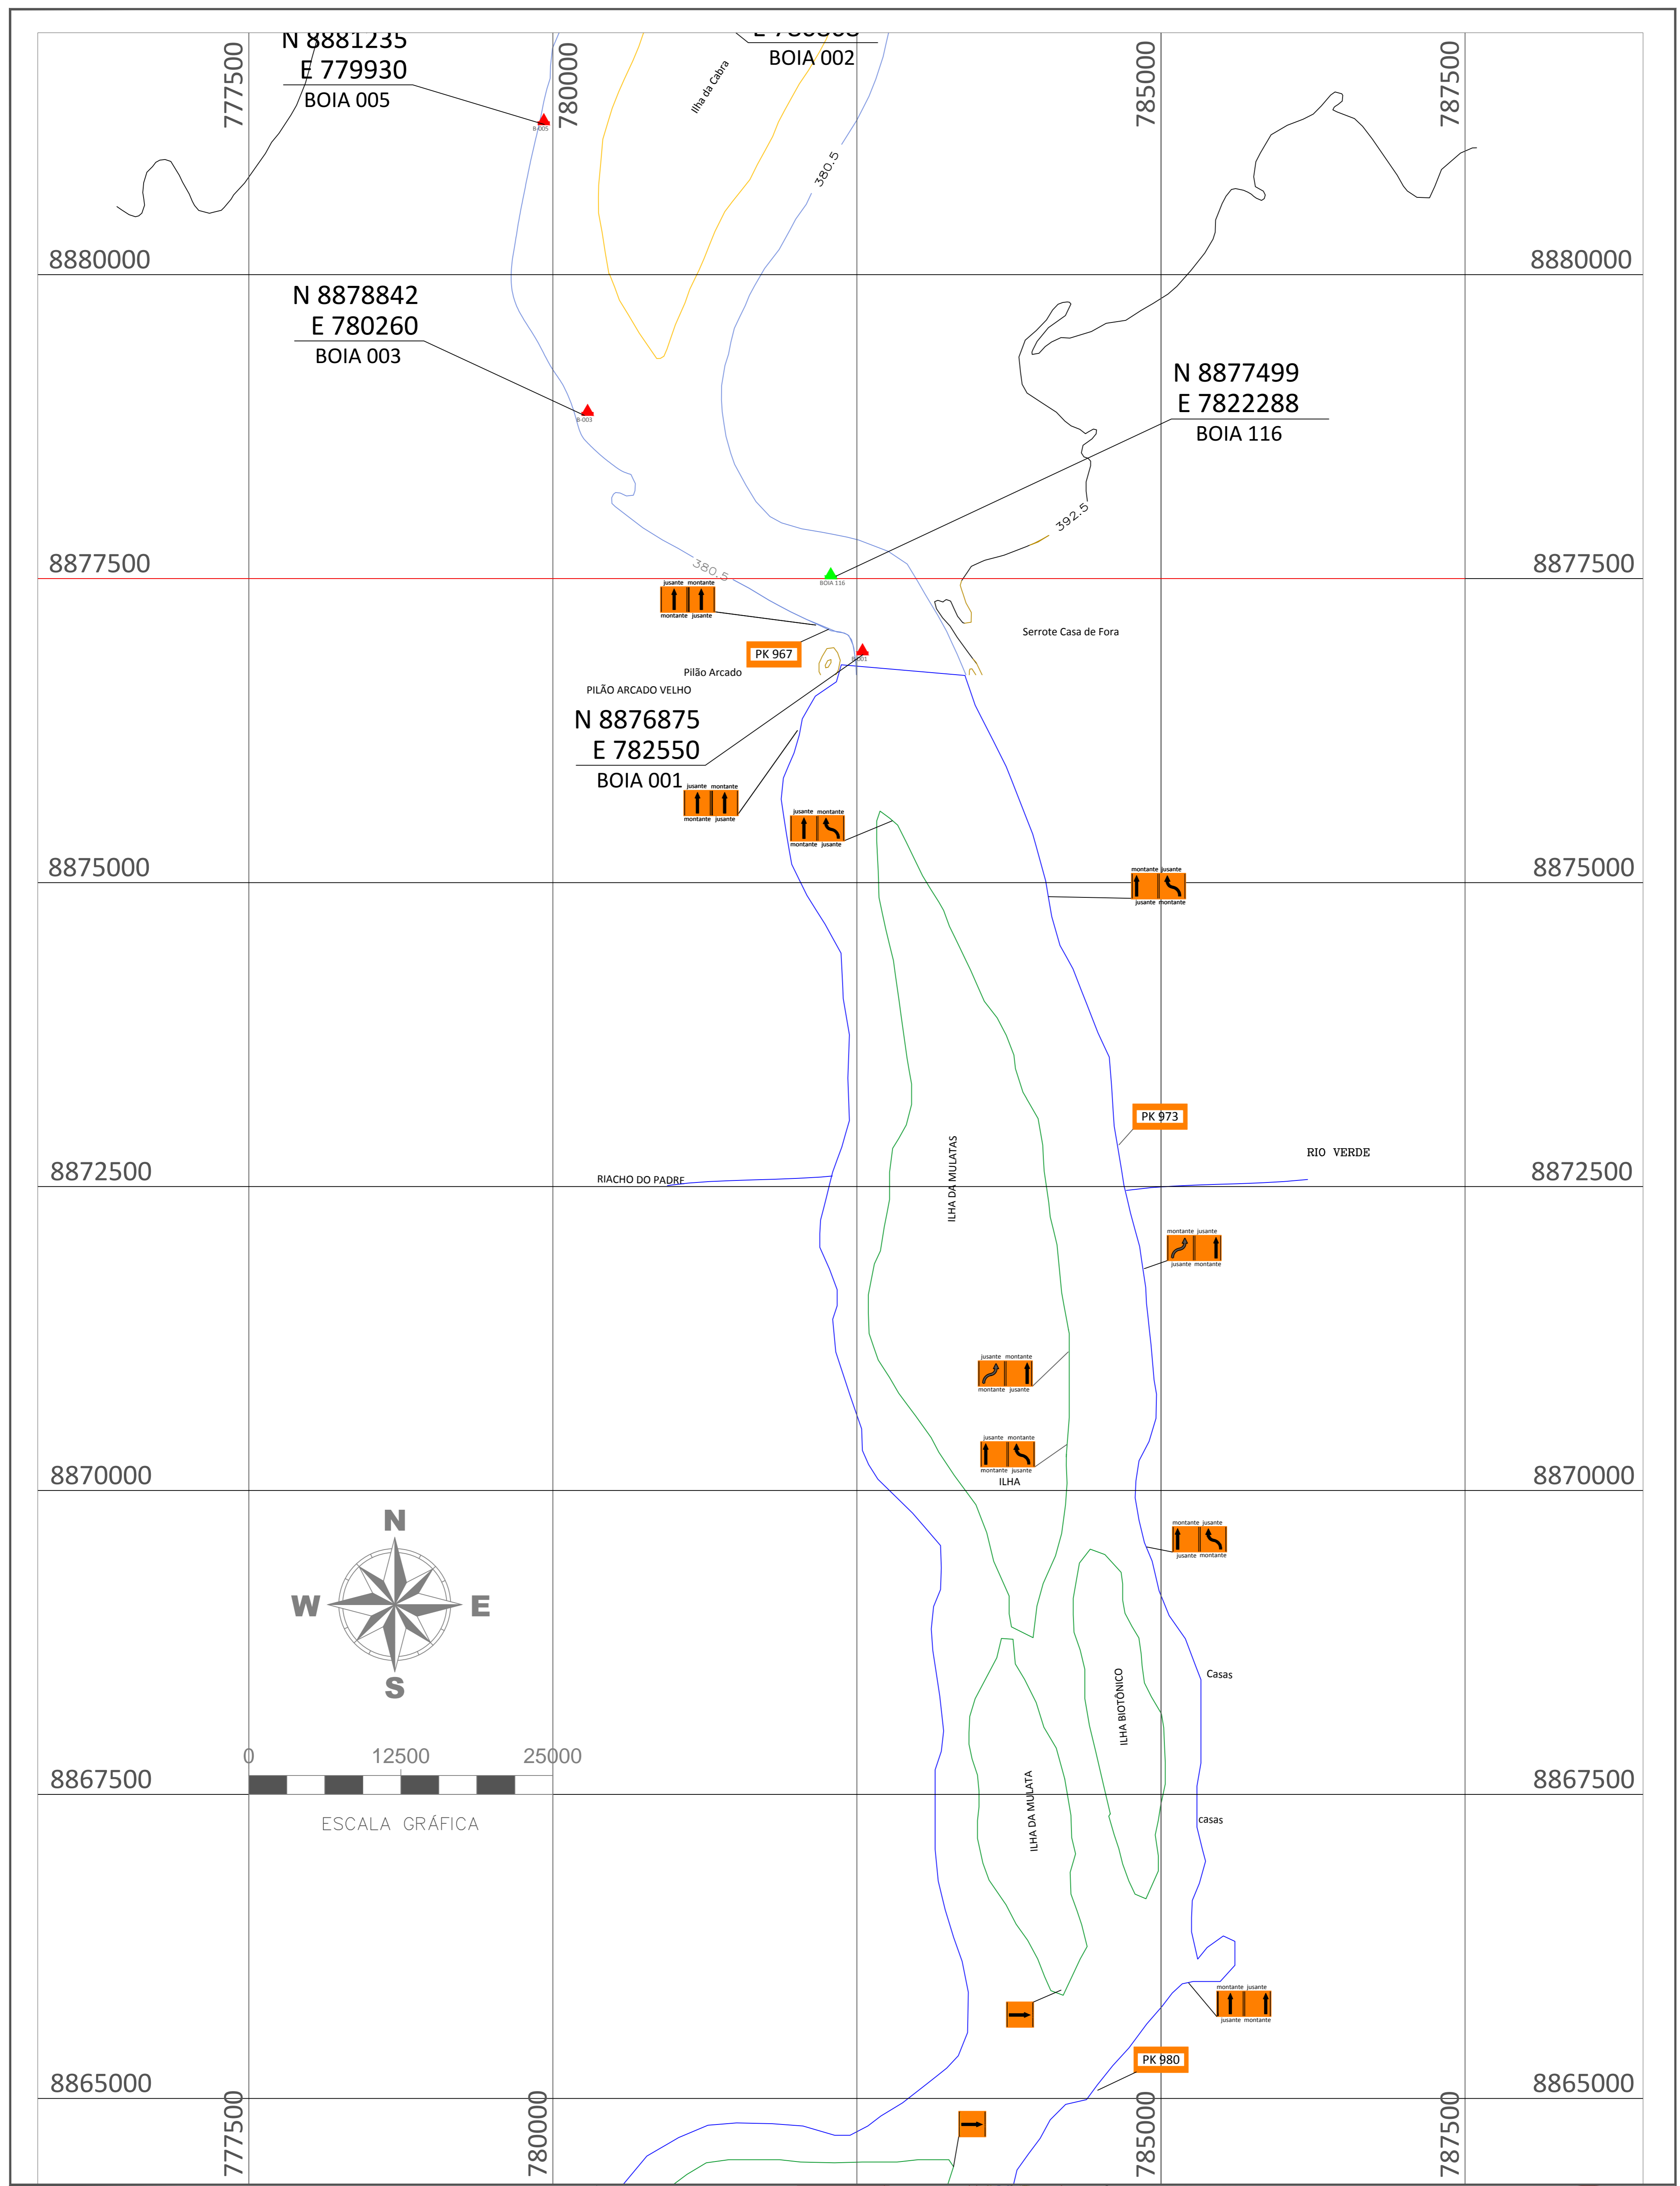 N 8881235
E 779930
BOIA 005
B-005
777500
780000
Ilha da Cabra
BOIA 002
785000
787500
380.5
8880000
8880000
N 8878842
E 780260
BOIA 003
B-003
N 8877499
E 7822288
BOIA 116
392.5
8877500
380.5
BOIA 116
8877500
jusante montante
montante jusante
PK 967
B-001
Serrote Casa de Fora
Pilão Arcado
PILÃO ARCADO VELHO
N 8876875
E 782550
BOIA 001
jusante montante
montante jusante
jusante montante
montante jusante
8875000
8875000
montante jusante
jusante montante
PK 973
ILHA DA MULATAS
RIO VERDE
8872500
RIACHO DO PADRE
8872500
montante jusante
jusante montante
jusante montante
montante jusante
jusante montante
montante jusante
ILHA
8870000
8870000
montante jusante
jusante montante
N
W
E
S
Casas
ILHA BIOTÔNICO
0 12500 25000
ESCALA GRÁFICA
8867500
8867500
ILHA DA MULATA
casas
montante jusante
jusante montante
PK 980
8865000
8865000
777500
780000
785000
787500